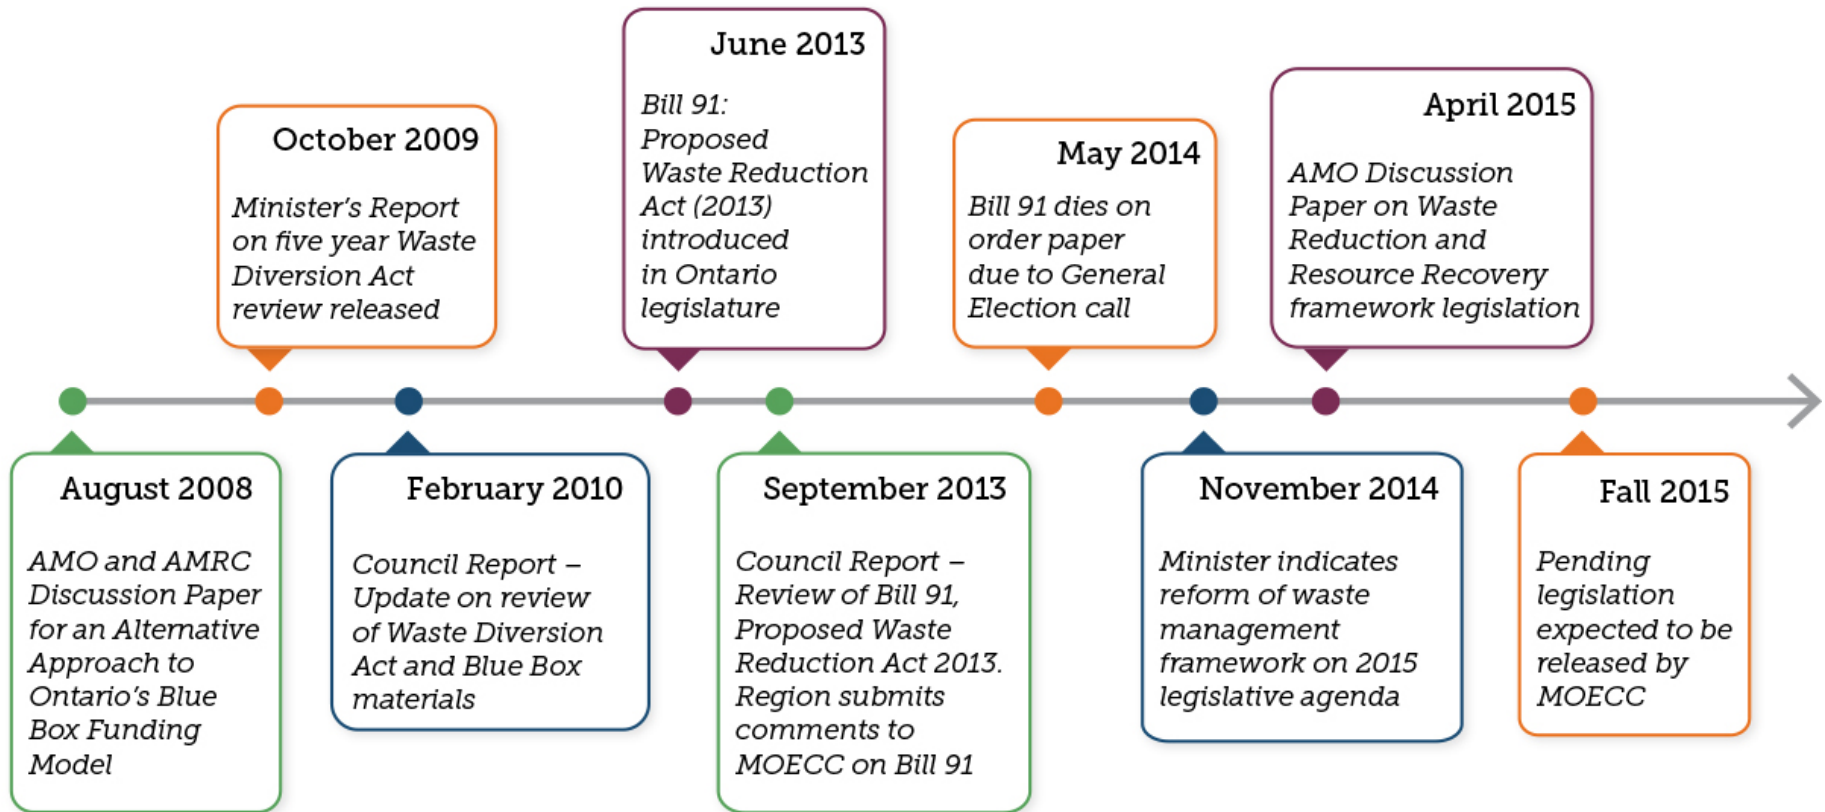 August 2008
AMO and AMRC
Discussion Paper
for an Alternative
Approach to
Ontario's Blue
Box Funding
Model
October 2009
Minister's Report
on five year Waste
Diversion Act
review released
February 2010
Council Report –
Update on review
of Waste Diversion
Act and Blue Box
materials
June 2013
Bill 91:
Proposed
Waste Reduction
Act (2013)
introduced
in Ontario
legislature
September 2013
Council Report –
Review of Bill 91,
Proposed Waste
Reduction Act 2013.
Region submits
comments to
MOECC on Bill 91
May 2014
Bill 91 dies on
order paper
due to General
Election call
November 2014
Minister indicates
reform of waste
management
framework on 2015
legislative agenda
April 2015
AMO Discussion
Paper on Waste
Reduction and
Resource Recovery
framework legislation
Fall 2015
Pending
legislation
expected to be
released by
MOECC